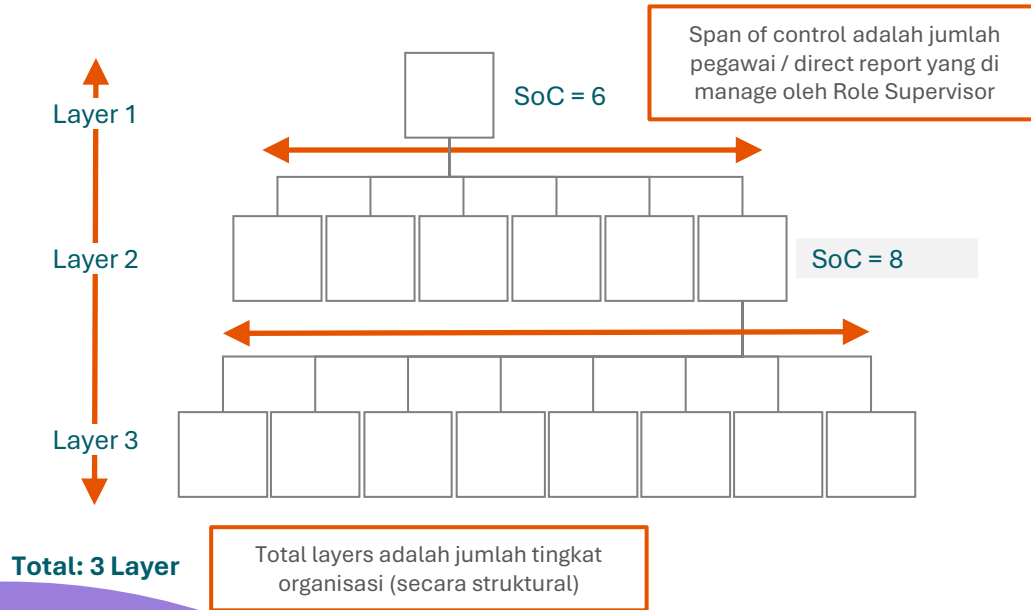 Span of control adalah jumlah
pegawai / direct report yang di
manage oleh Role Supervisor
Layer 1
SoC = 6
Layer 2
SoC = 8
Layer 3
Total: 3 Layer
Total layers adalah jumlah tingkat
organisasi (secara struktural)